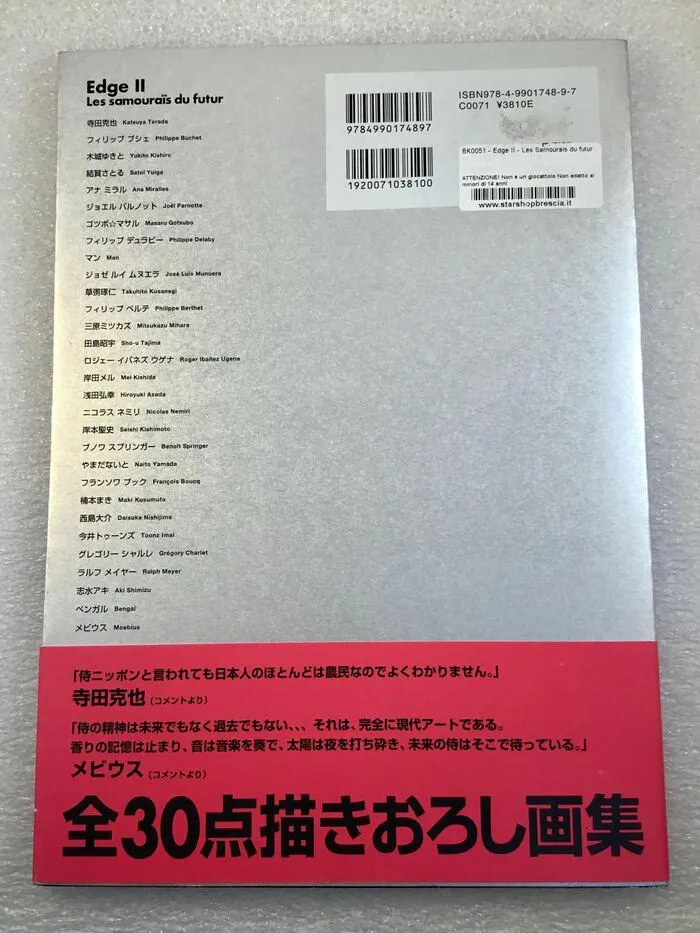 Edge II
Les samouraïs du futur
寺田克也 Katsuya Terada
フィリップ ブシェ Philippe Buchet
木城ゆきと Yukito Kishiro
結賀さとる Satol Yuiga
アナ ミラル Ana Miralles
ジョエル パルノット Joël Parnotte
ゴツボ☆マサル Masaru Gotsubo
フィリップ デュラビー Philippe Delaby
マン Man
ジョゼ ルイ ムヌエラ José Luis Munuera
草彅琢仁 Takuhito Kusanagi
フィリップ ベルテ Philippe Berthet
三原ミツカズ Mitsukazu Mihara
田島昭宇 Sho-u Tajima
ロジェー イバネズ ウゲナ Roger Ibañez Ugena
岸田メル Mel Kishida
浅田弘幸 Hiroyuki Asada
ニコラス ネミリ Nicolas Nemiri
岸本聖史 Seishi Kishimoto
ブノワ スプリンガー Benoît Springer
やまだないと Naito Yamada
フランソワ ブック François Boucq
楠本まき Maki Kusumoto
西島大介 Daisuke Nishijima
今井トゥーンズ Toonz Imai
グレゴリー シャルレ Grégory Charlet
ラルフ メイヤー Ralph Meyer
志水アキ Aki Shimizu
ベンガル Bengal
メビウス Moebius
9784990174897
1920071038100
ISBN978-4-9901748-9-7
C0071 ¥3810E
BK0051 - Edge II - Les Samourais du futur
ATTENZIONE! Non è un giocattolo Non adatto ai
minori di 14 anni
www.starshopbrescia.it
「侍ニッポンと言われても日本人のほとんどは農民なのでよくわかりません。」
寺田克也（コメントより）
「侍の精神は未来でもなく過去でもない、、、それは、完全に現代アートである。
香りの記憶は止まり、音は音楽を奏で、太陽は夜を打ち砕き、未来の侍はそこで待っている。」
メビウス（コメントより）
全30点描きおろし画集